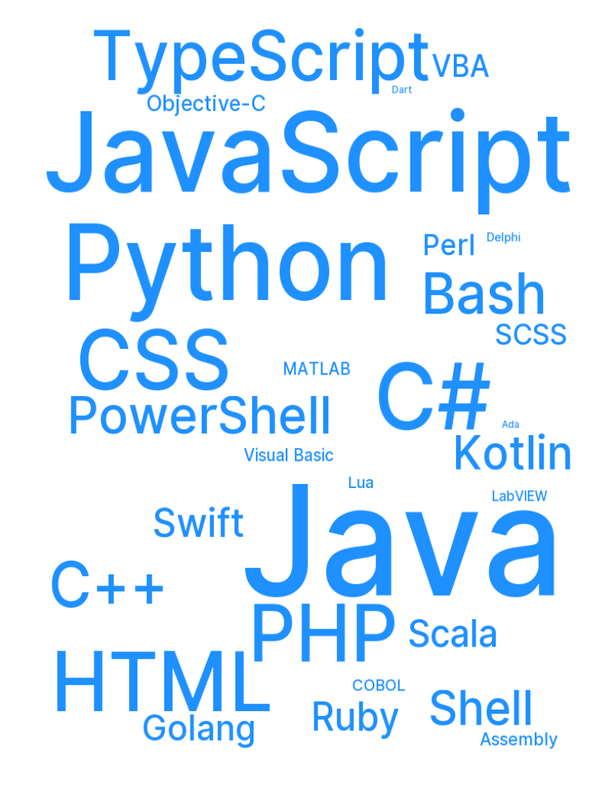 TypeScript
VBA
Dart
Objective-C
JavaScript
Python
Perl
Delphi
Bash
SCSS
CSS
MATLAB
C#
PowerShell
Ada
Kotlin
Visual Basic
Lua
LabVIEW
Swift
Java
C++
PHP
Scala
HTML
COBOL
Ruby
Shell
Golang
Assembly